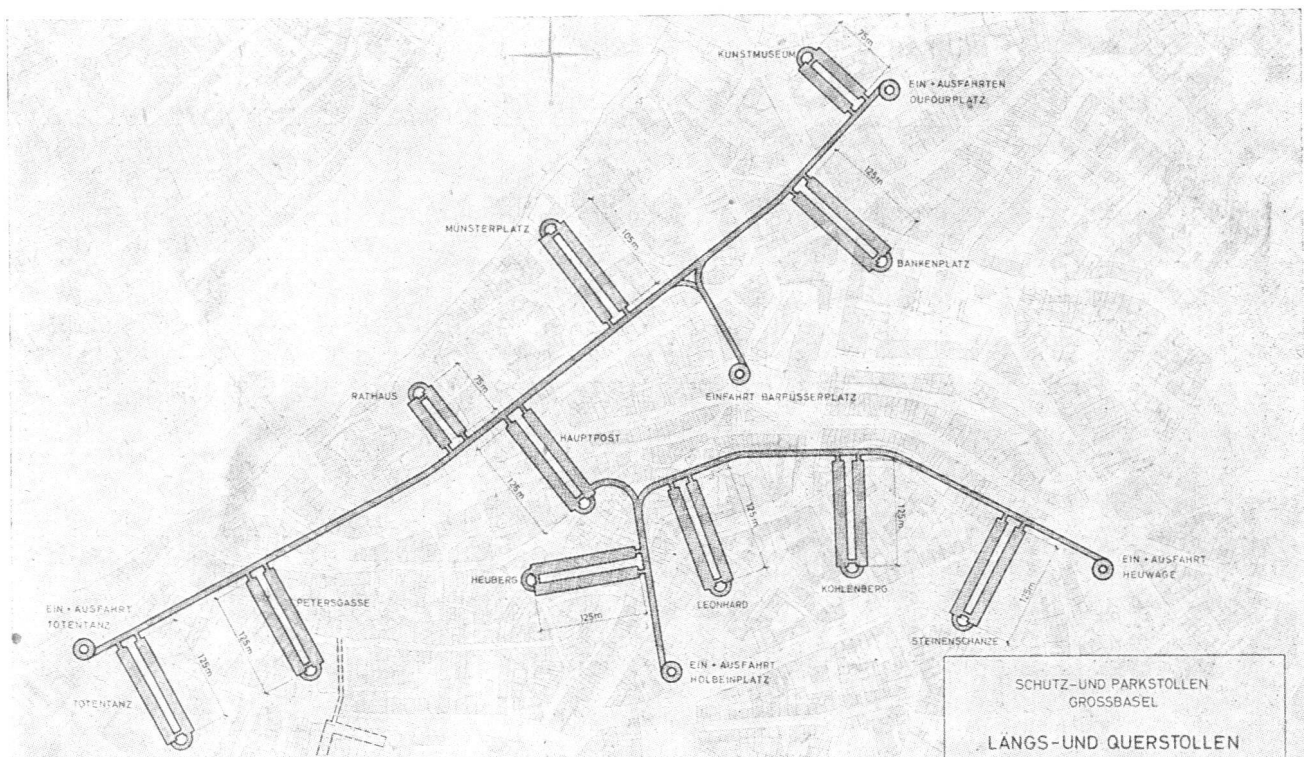 KUNSTMUSEUM
75m.
EIN + AUSFAHRTEN
DUFOURPLATZ
125m.
MÜNSTERPLATZ
105m.
BANKENPLATZ
RATHAUS
75m.
EINFAHRT BARFÜSSERPLATZ
HAUPTPOST
125m.
125m.
125m.
HEUBERG
125m.
LEONHARD
KOHLENBERG
EIN + AUSFAHRT
HEUWAGE
125m.
STEINENSCHANZE
PETERSGASSE
125m.
EIN + AUSFAHRT
TOTENTANZ
125m.
TOTENTANZ
EIN + AUSFAHRT
HOLBEINPLATZ
SCHUTZ-UND PARKSTOLLEN
GROSSBASEL
LÄNGS-UND QUERSTOLLEN